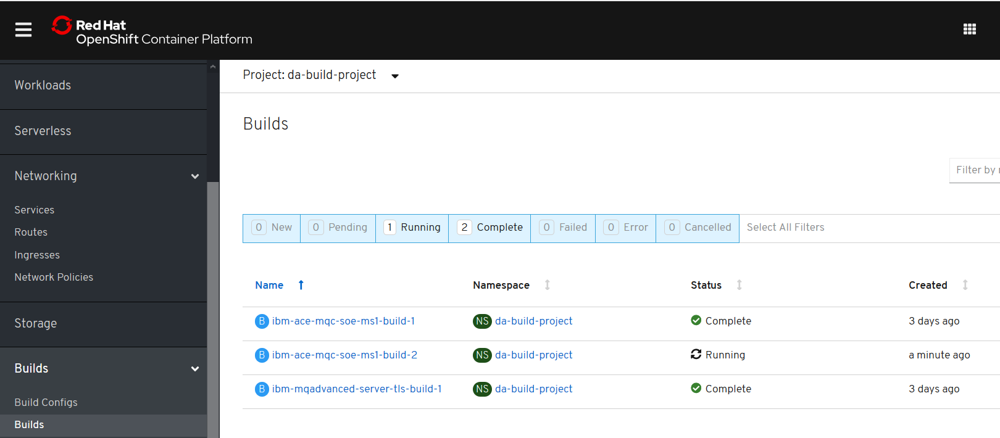 Red Hat
OpenShift Container Platform
Workloads
Serverless
Networking
Services
Routes
Ingresses
Network Policies
Storage
Builds
Build Configs
Builds
Project: da-build-project
Builds
Filter by
0 New 0 Pending 1 Running 2 Complete 0 Failed 0 Error 0 Cancelled Select All Filters
Name Namespace Status Created
B ibm-ace-mqc-soe-ms1-build-1 NS da-build-project Complete 3 days ago
B ibm-ace-mqc-soe-ms1-build-2 NS da-build-project Running a minute ago
B ibm-mqadvanced-server-tls-build-1 NS da-build-project Complete 3 days ago